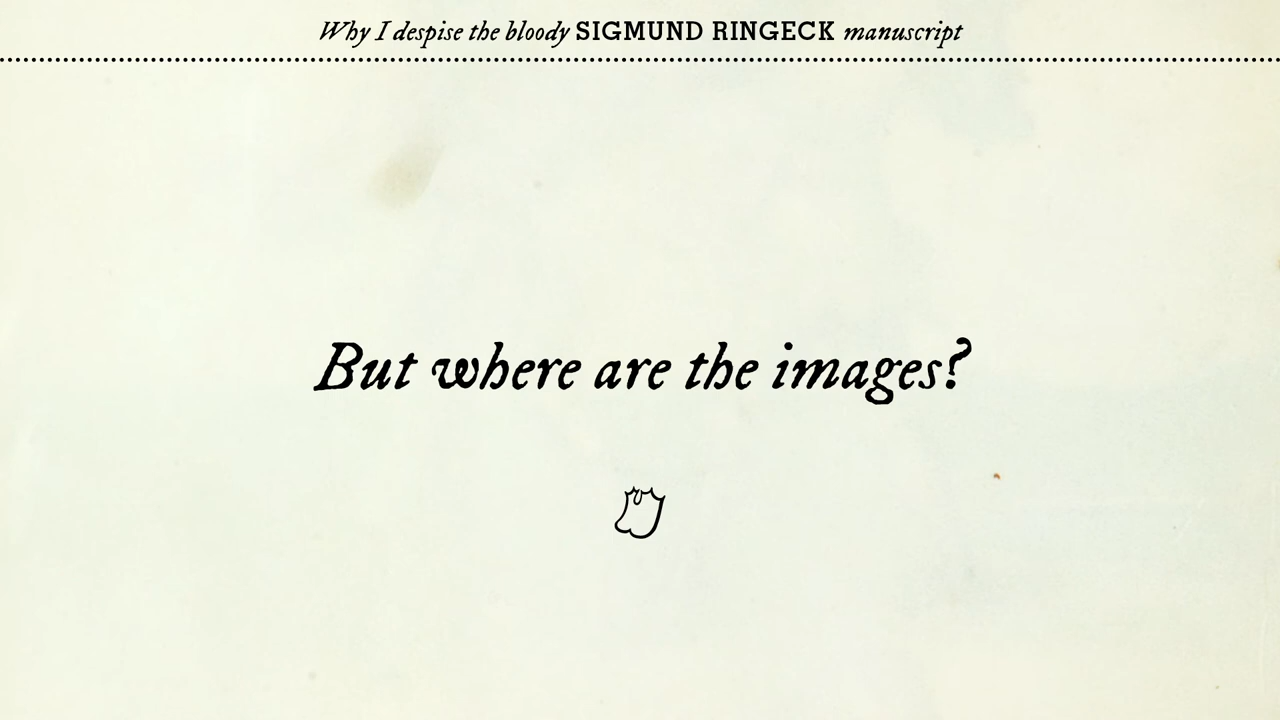 Why I despise the bloody SIGMUND RINGECK manuscript
But where are the images?